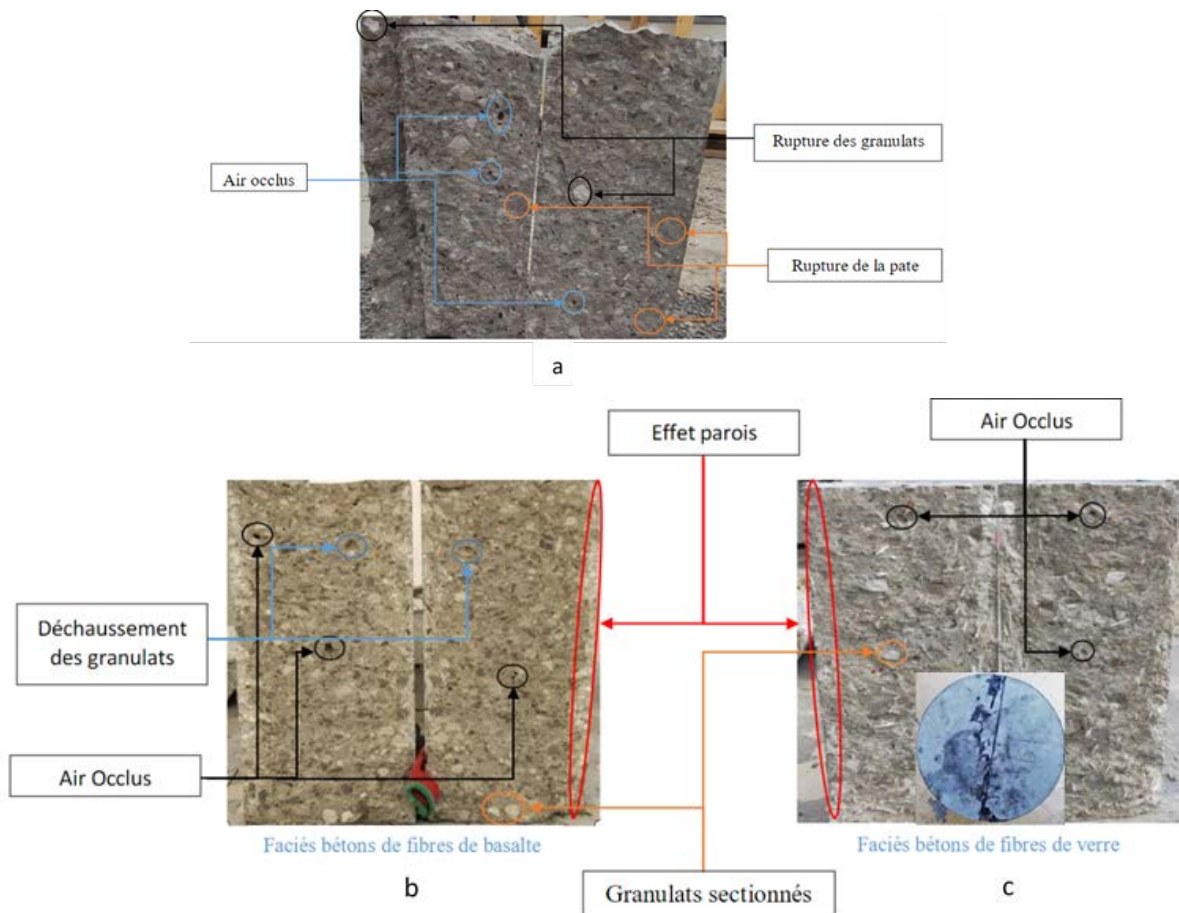 Rupture des granulats
Air occlus
Rupture de la pate
a
Effet parois
Air Occlus
Déchaussement
des granulats
Air Occlus
Faciès bétons de fibres de basalte
Faciès bétons de fibres de verre
b
c
Granulats sectionnés